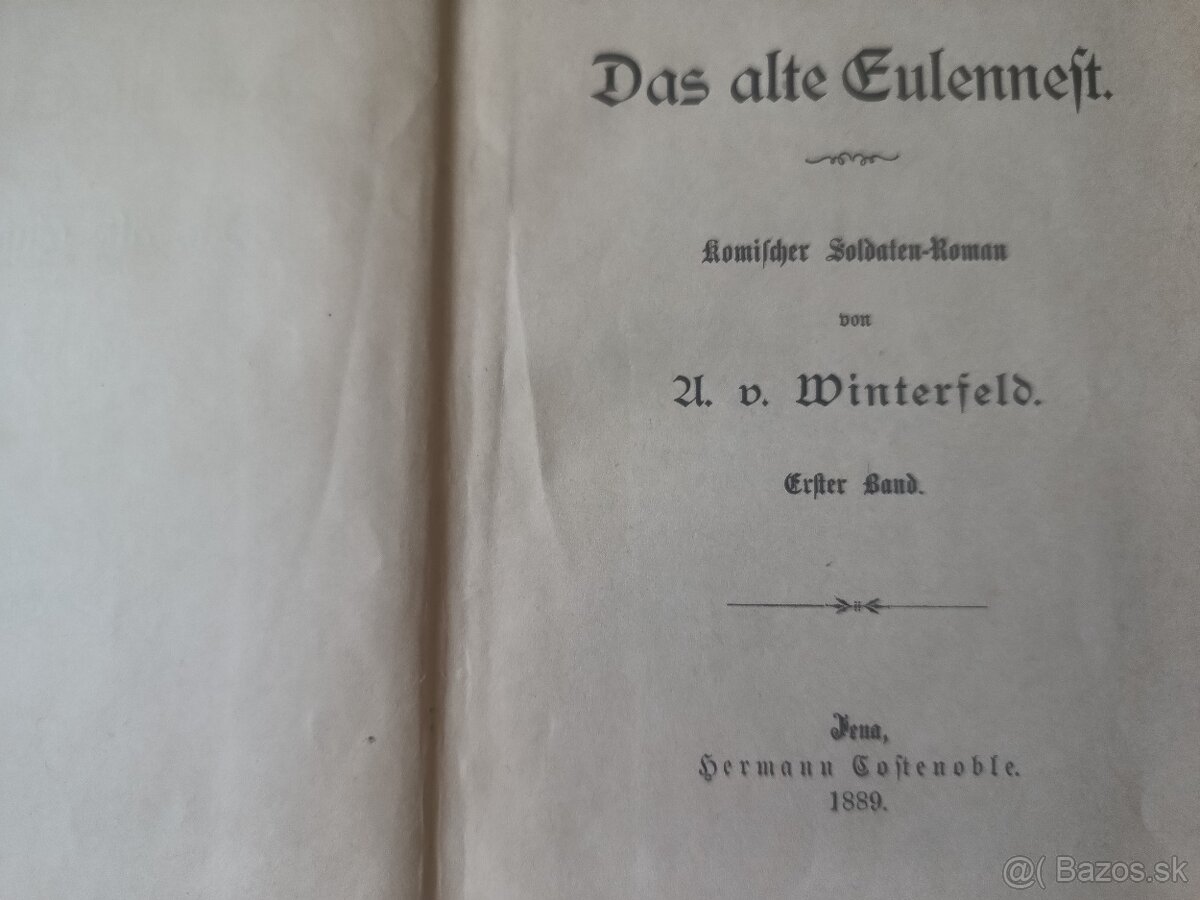 Das alte Eulenneſt.
Komiſcher Soldaten-Roman
von
A. v. Winterfeld.
Erſter Band.
Jena,
Hermann Coſtenoble.
1889.
@( Bazos.sk